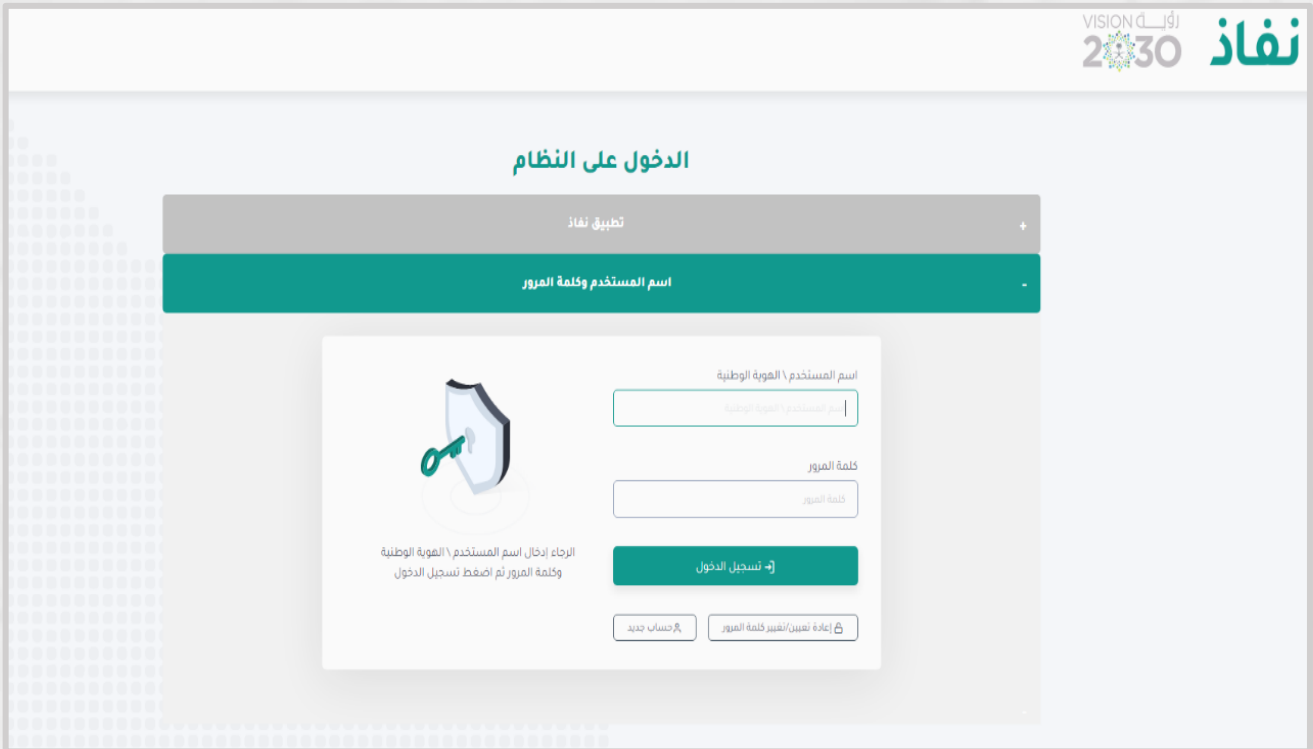 نفاذ
رؤيـــة VISION
2030
الدخول على النظام
تطبيق نفاذ
+
اسم المستخدم وكلمة المرور
-
اسم المستخدم \ الهوية الوطنية
اسم المستخدم \ الهوية الوطنية
كلمة المرور
كلمة المرور
تسجيل الدخول
إعادة تعيين/تغيير كلمة المرور
حساب جديد
الرجاء إدخال اسم المستخدم \ الهوية الوطنية
وكلمة المرور ثم اضغط تسجيل الدخول